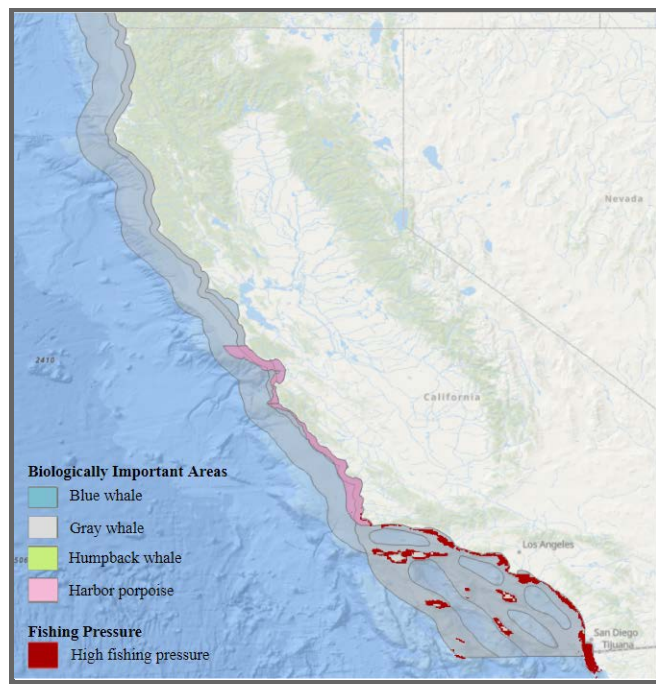 Nevada
2410
California
Biologically Important Areas
Blue whale
Gray whale
Humpback whale
Harbor porpoise
Los Angeles
506
Fishing Pressure
High fishing pressure
San Diego
Tijuana